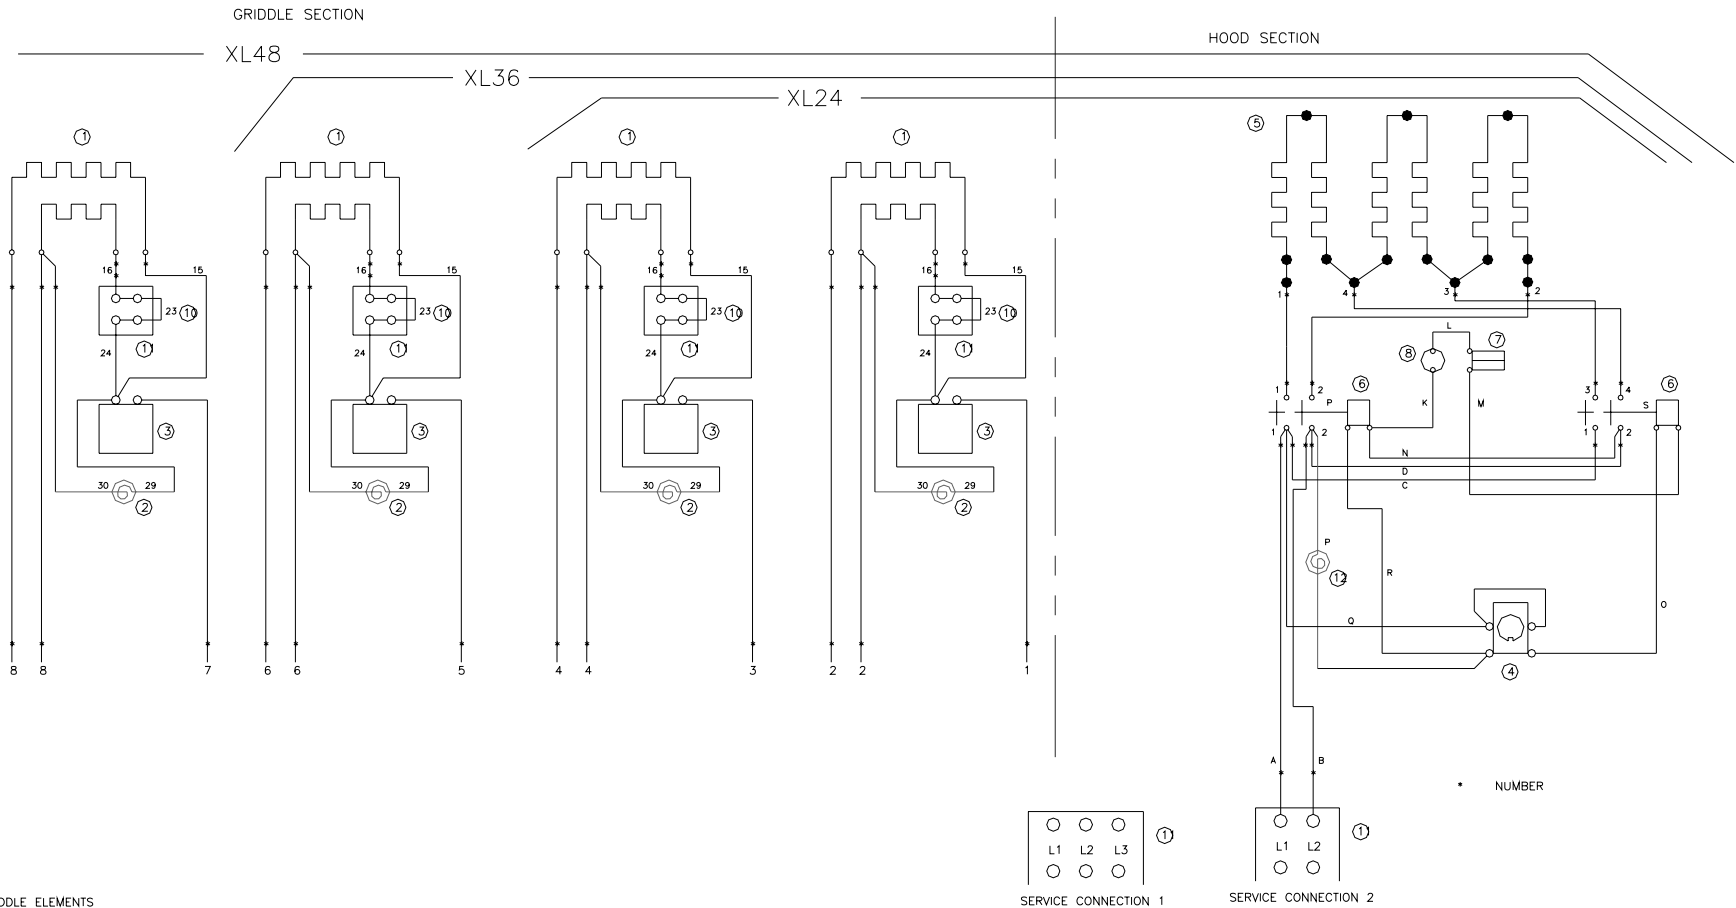 GRIDDLE SECTION
HOOD SECTION
XL48
XL36
XL24
1 1 1 1 5
16 15 16 15 16 15 16 15
1 4 3 2
23 10 23 10 23 10 23 10
L 7
8
24 11 24 11 24 11 24 11
1 2 P 6 K M 3 4 S 6
3 3 3 3
1 2 1 2
N
D
C
30 29 30 29 30 29 30 29
2 2 2 2
P
12 R
Q O
8 8 7 6 6 5 4 4 3 2 2 1
4
A B
* NUMBER
11 11
L1 L2 L3 L1 L2
SERVICE CONNECTION 1
SERVICE CONNECTION 2
DDLE ELEMENTS